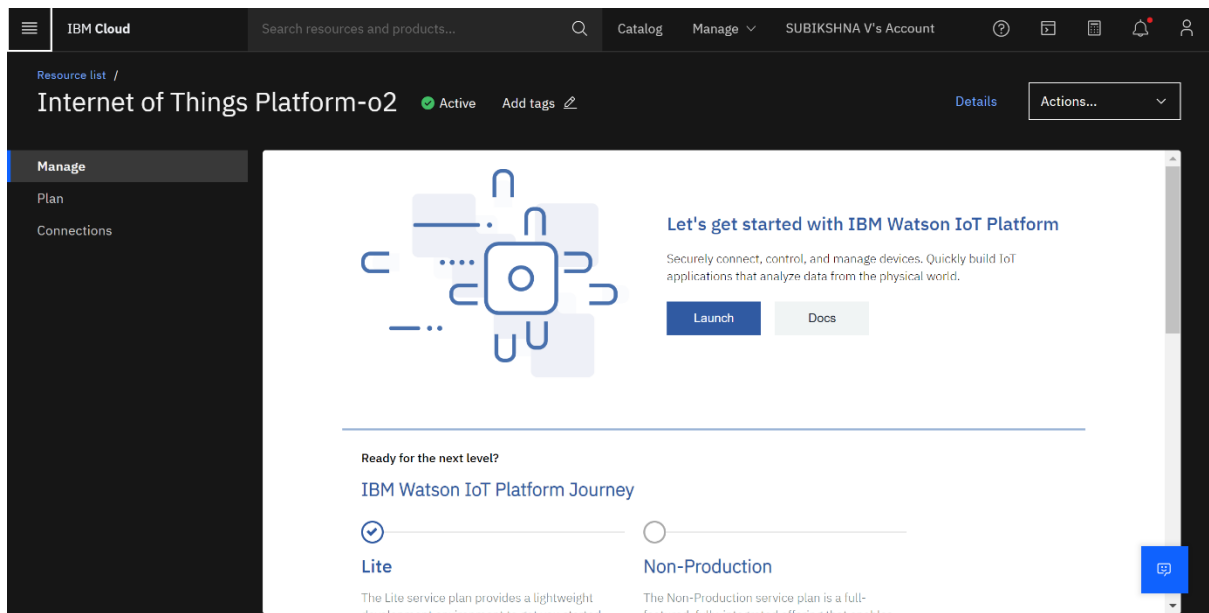 IBM Cloud
Search resources and products...
Catalog
Manage
SUBIKSHNA V's Account
Resource list /
Internet of Things Platform-o2
Active
Add tags
Details
Actions...
Manage
Plan
Connections
Let's get started with IBM Watson IoT Platform
Securely connect, control, and manage devices. Quickly build IoT
applications that analyze data from the physical world.
Launch
Docs
Ready for the next level?
IBM Watson IoT Platform Journey
Lite
Non-Production
The Lite service plan provides a lightweight
The Non-Production service plan is a full-